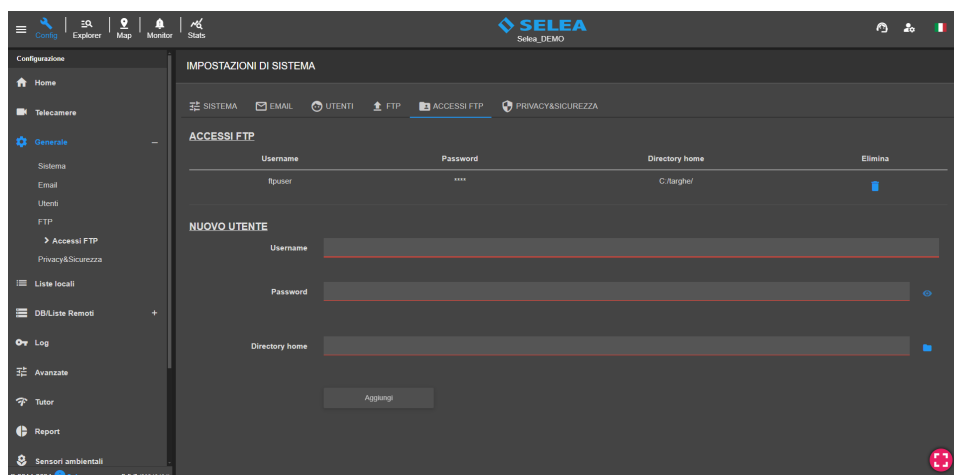 Config
Explorer
Map
Monitor
Stats
SELEA
Selea_DEMO
Configurazione
Home
Telecamere
Generale
Sistema
Email
Utenti
FTP
Accessi FTP
Privacy&Sicurezza
Liste locali
DB/Liste Remoti
Log
Avanzate
Tutor
Report
Sensori ambientali
IMPOSTAZIONI DI SISTEMA
SISTEMA EMAIL UTENTI FTP ACCESSI FTP PRIVACY&SICUREZZA
ACCESSI FTP
Username Password Directory home Elimina
ftpuser **** C:/targhe/
NUOVO UTENTE
Username
Password
Directory home
Aggiungi